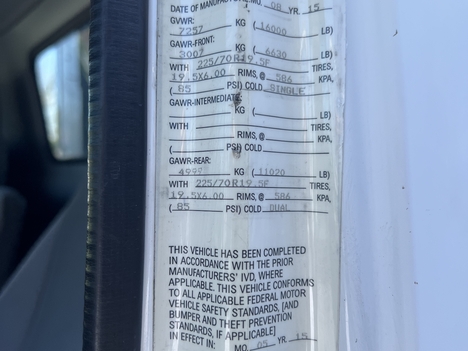 DATE OF MANUFACTURE: MO. 08 YR. 15
GVWR:
7257 KG ( 16000 LB)
GAWR-FRONT:
3007 KG ( 6630 LB)
WITH 225/70R19.5F TIRES,
19.5X6.00 RIMS,@ 586 KPA,
( 85 PSI) COLD SINGLE
GAWR-INTERMEDIATE:
KG ( LB)
WITH TIRES,
RIMS,@ KPA,
( PSI) COLD
GAWR-REAR:
4999 KG ( 11020 LB)
WITH 225/70R19.5F TIRES,
19.5X6.00 RIMS,@ 586 KPA,
( 85 PSI) COLD DUAL
THIS VEHICLE HAS BEEN COMPLETED
IN ACCORDANCE WITH THE PRIOR
MANUFACTURERS' IVD, WHERE
APPLICABLE. THIS VEHICLE CONFORMS
TO ALL APPLICABLE FEDERAL MOTOR
VEHICLE SAFETY STANDARDS, [AND
BUMPER AND THEFT PREVENTION
STANDARDS, IF APPLICABLE]
IN EFFECT IN: MO. 05 YR. 15